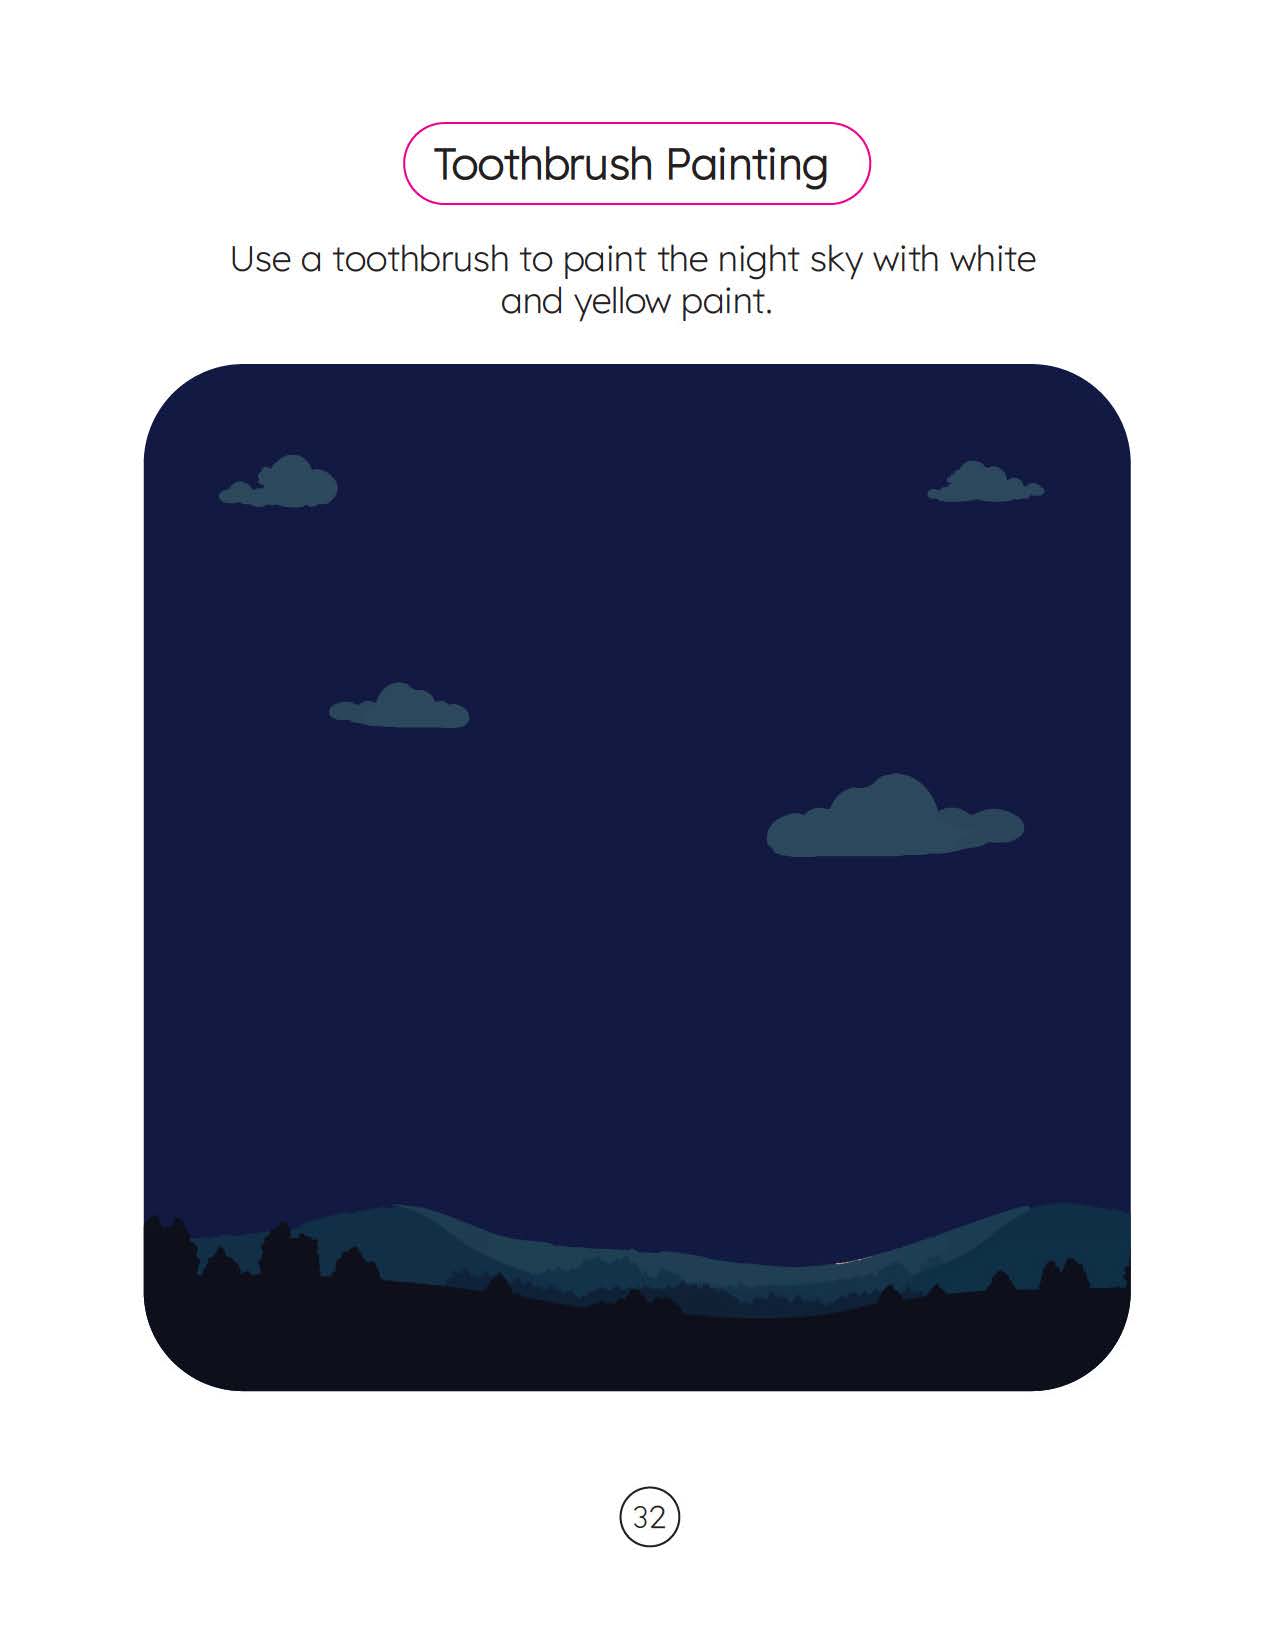 Toothbrush Painting
Use a toothbrush to paint the night sky with white
and yellow paint.
32